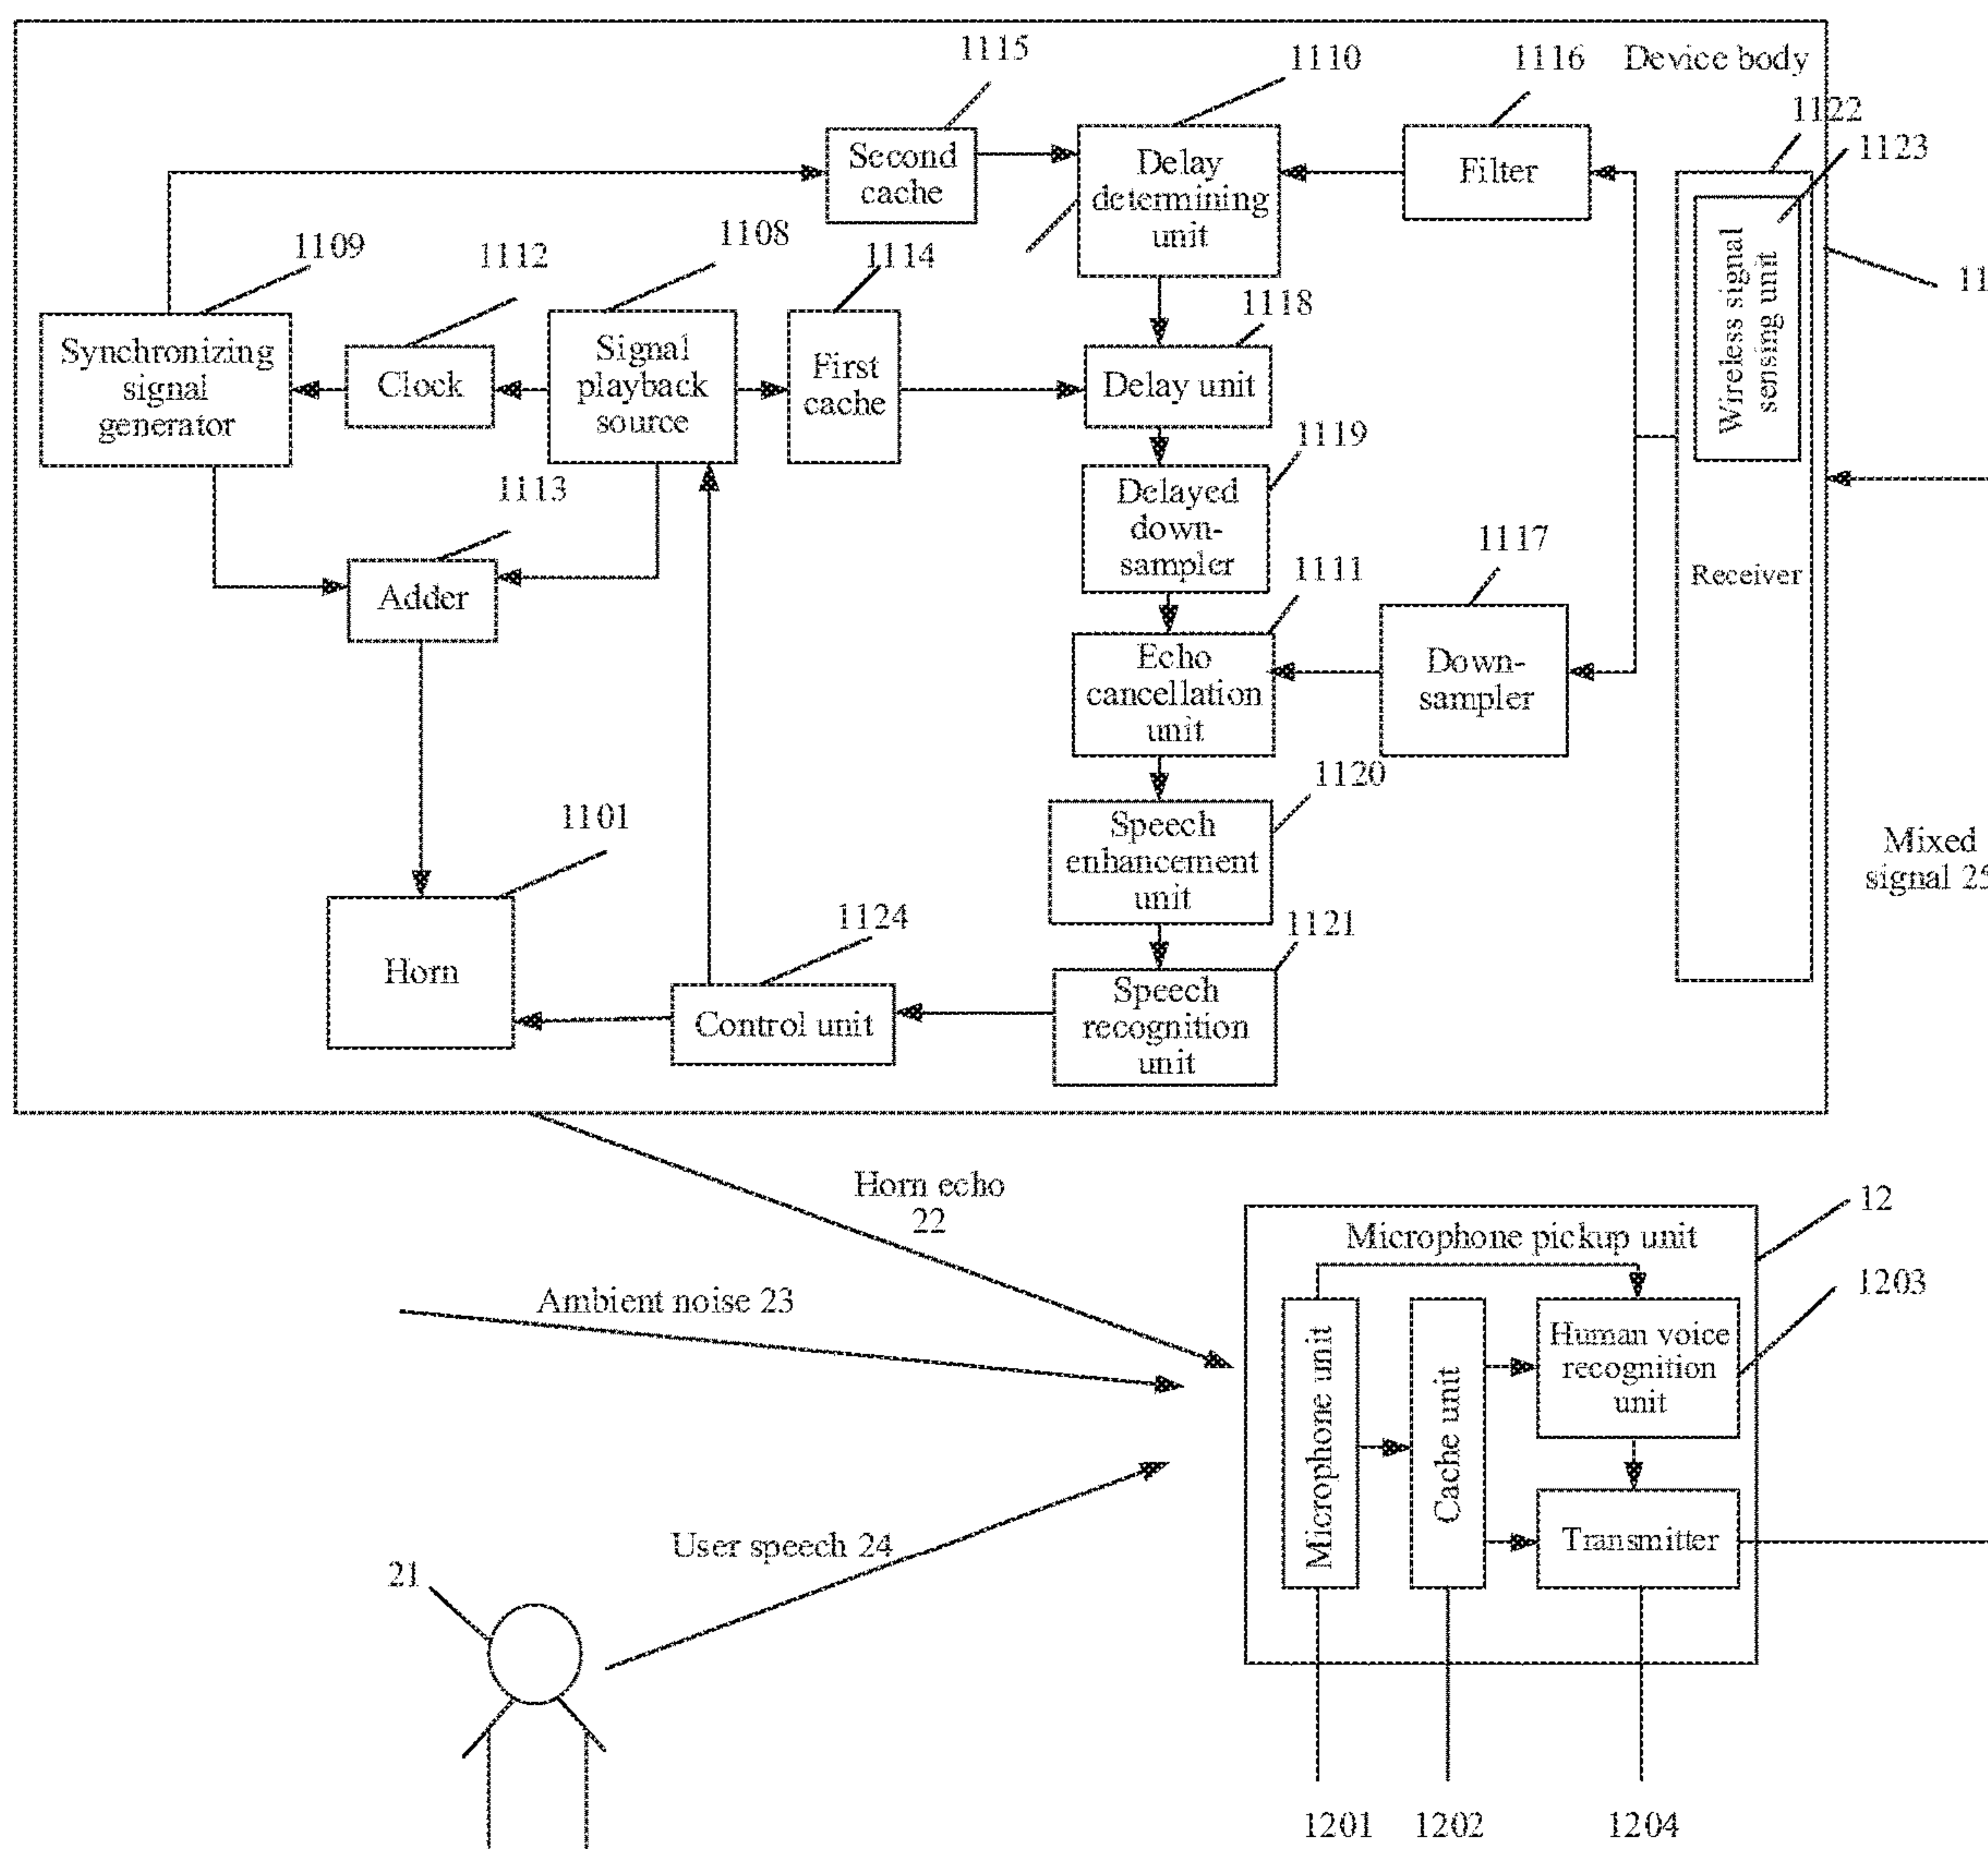 1115
1110
1116
Device body
1122
1123
Second
cache
Delay
determining
unit
Filter
Wireless signal
sensing unit
11
1109
1112
1108
1114
1118
Synchronizing
signal
generator
Clock
Signal
playback
source
First
cache
Delay unit
1119
1113
Delayed
down-
sampler
1117
1111
Receiver
Adder
Echo
cancellation
unit
Down-
sampler
1120
1101
Speech
enhancement
unit
Mixed
signal 25
1124
1121
Horn
Control unit
Speech
recognition
unit
Horn echo
22
12
Microphone pickup unit
1203
Ambient noise 23
Microphone unit
Cache unit
Human voice
recognition
unit
User speech 24
Transmitter
21
1201
1202
1204